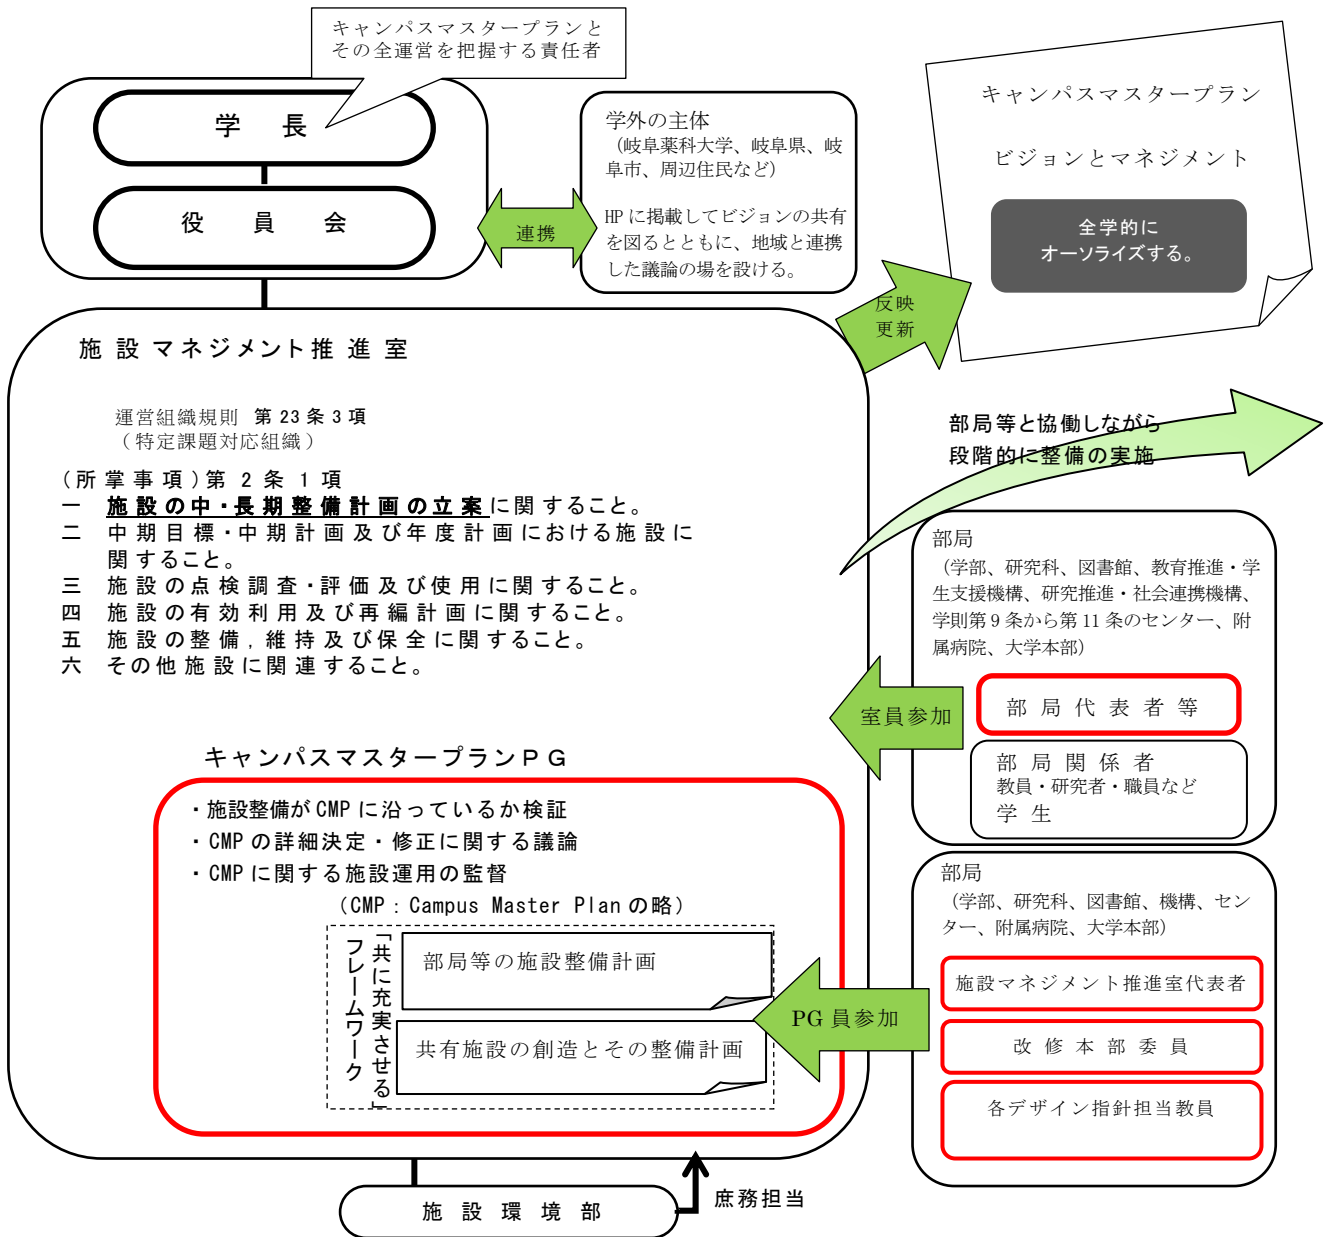 キャンパスマスタープランと
その全運営を把握する責任者
学長
役員会
連携
学外の主体
（岐阜薬科大学、岐阜県、岐
阜市、周辺住民など）
HPに掲載してビジョンの共有
を図るとともに、地域と連携
した議論の場を設ける。
キャンパスマスタープラン
ビジョンとマネジメント
全学的に
オーソライズする。
反映
更新
施設マネジメント推進室
運営組織規則 第23条3項
（特定課題対応組織）
(所掌事項)第2条1項
一 施設の中・長期整備計画の立案に関すること。
二 中期目標・中期計画及び年度計画における施設に
関すること。
三 施設の点検調査・評価及び使用に関すること。
四 施設の有効利用及び再編計画に関すること。
五 施設の整備，維持及び保全に関すること。
六 その他施設に関連すること。
部局等と協働しながら
段階的に整備の実施
部局
（学部、研究科、図書館、教育推進・学
生支援機構、研究推進・社会連携機構、
学則第9条から第11条のセンター、附
属病院、大学本部）
室員参加
部局代表者等
部局関係者
教員・研究者・職員など
学生
キャンパスマスタープランPG
・施設整備がCMPに沿っているか検証
・CMPの詳細決定・修正に関する議論
・CMPに関する施設運用の監督
（CMP：Campus Master Planの略）
「共に充実させる」
フレームワーク
部局等の施設整備計画
共有施設の創造とその整備計画
PG員参加
部局
（学部、研究科、図書館、機構、セン
ター、附属病院、大学本部）
施設マネジメント推進室代表者
改修本部委員
各デザイン指針担当教員
施設環境部
庶務担当